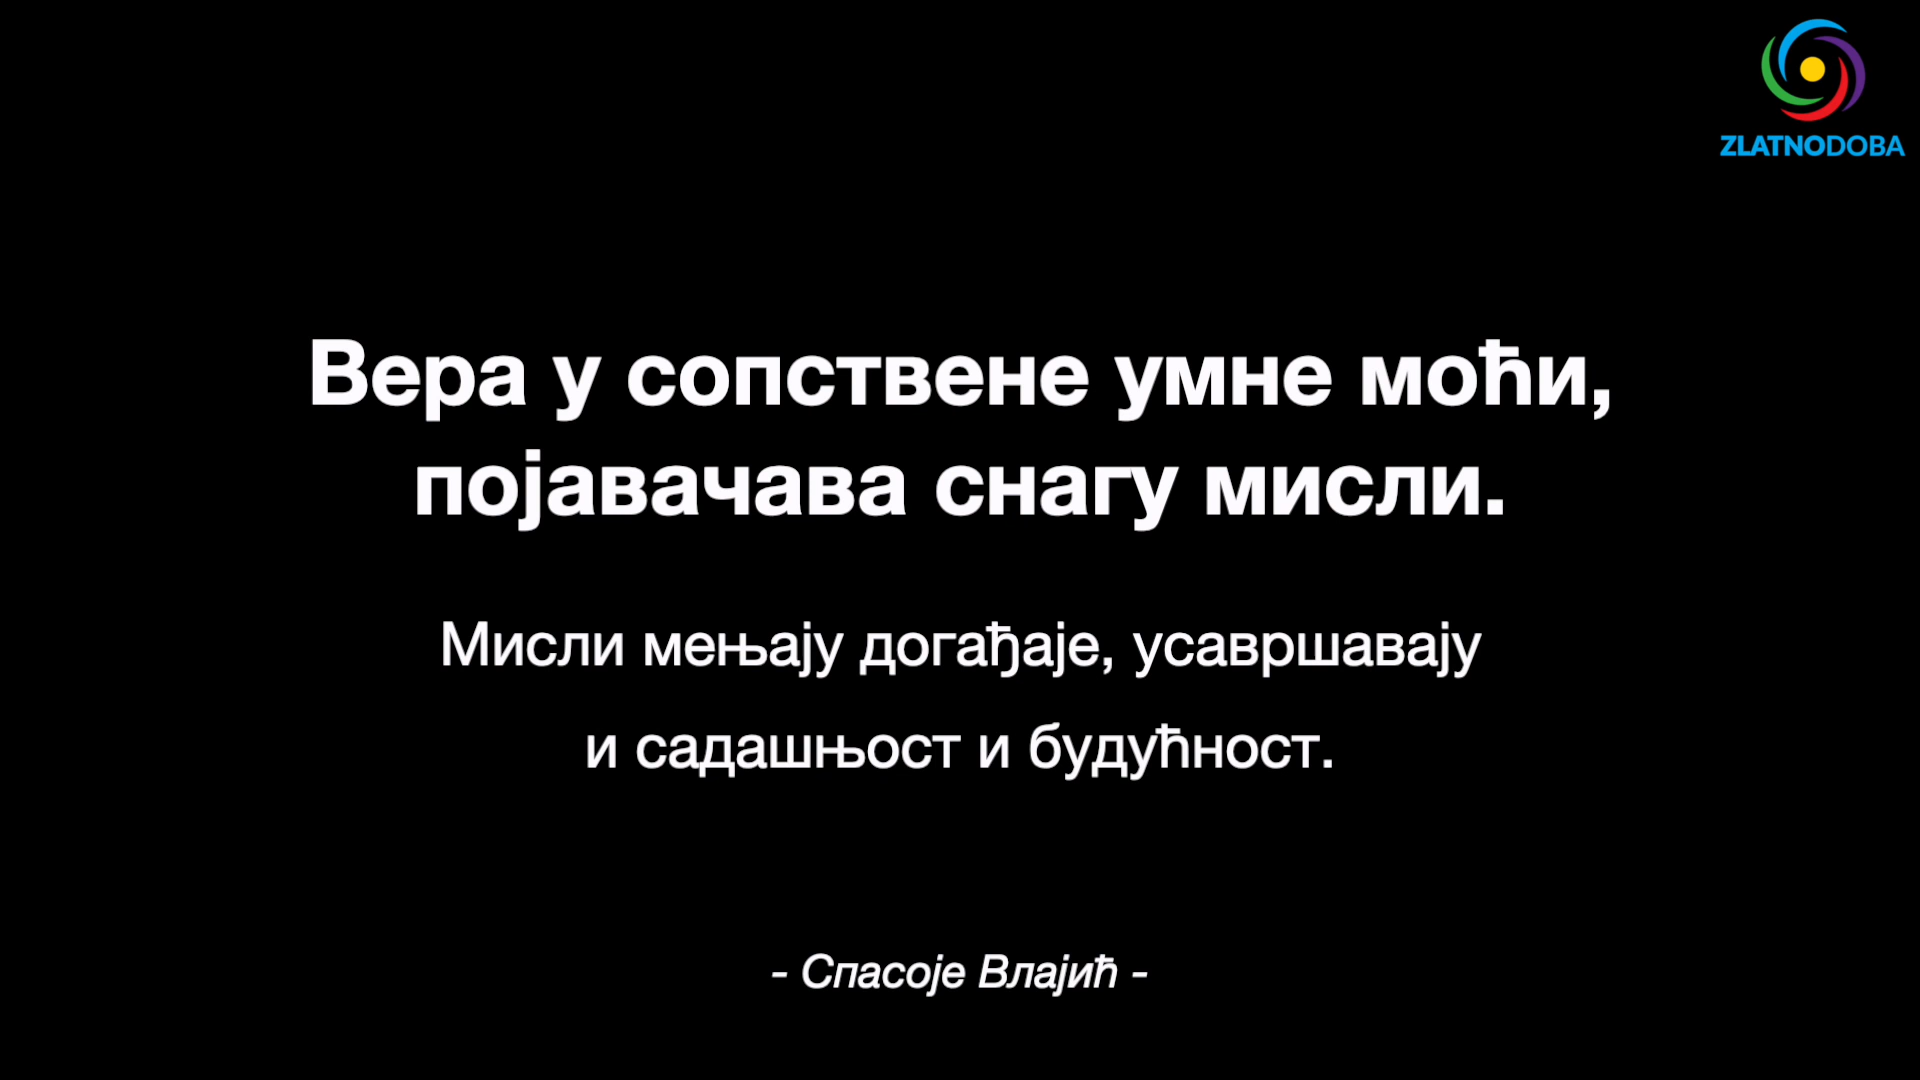 ZLATNODOBA
Вера у сопствене умне моћи,
појавачава снагу мисли.
Мисли мењају догађаје, усавршавају
и садашњост и будућност.
- Спасоје Влајић -